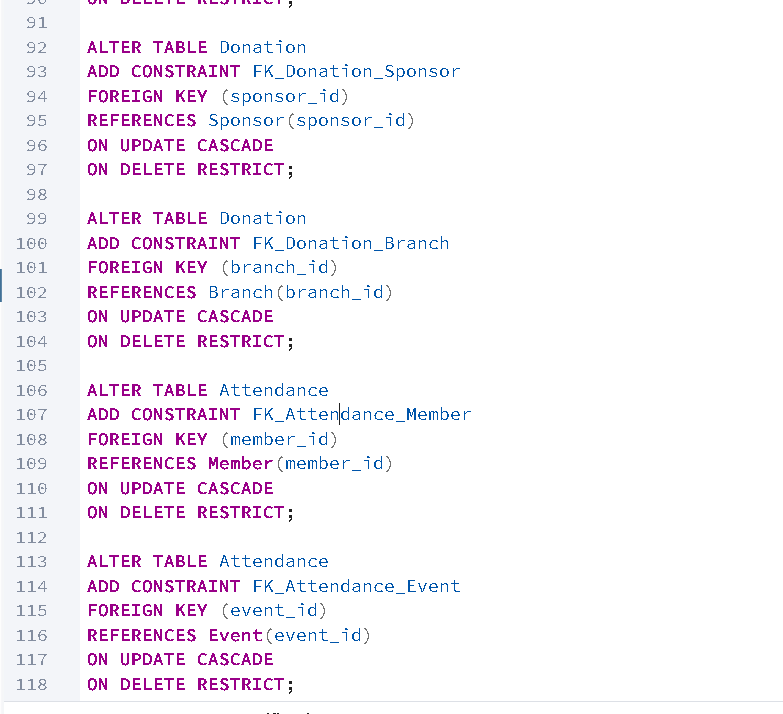 90 ON DELETE RESTRICT;
91
92 ALTER TABLE Donation
93 ADD CONSTRAINT FK_Donation_Sponsor
94 FOREIGN KEY (sponsor_id)
95 REFERENCES Sponsor(sponsor_id)
96 ON UPDATE CASCADE
97 ON DELETE RESTRICT;
98
99 ALTER TABLE Donation
100 ADD CONSTRAINT FK_Donation_Branch
101 FOREIGN KEY (branch_id)
102 REFERENCES Branch(branch_id)
103 ON UPDATE CASCADE
104 ON DELETE RESTRICT;
105
106 ALTER TABLE Attendance
107 ADD CONSTRAINT FK_Attendance_Member
108 FOREIGN KEY (member_id)
109 REFERENCES Member(member_id)
110 ON UPDATE CASCADE
111 ON DELETE RESTRICT;
112
113 ALTER TABLE Attendance
114 ADD CONSTRAINT FK_Attendance_Event
115 FOREIGN KEY (event_id)
116 REFERENCES Event(event_id)
117 ON UPDATE CASCADE
118 ON DELETE RESTRICT;